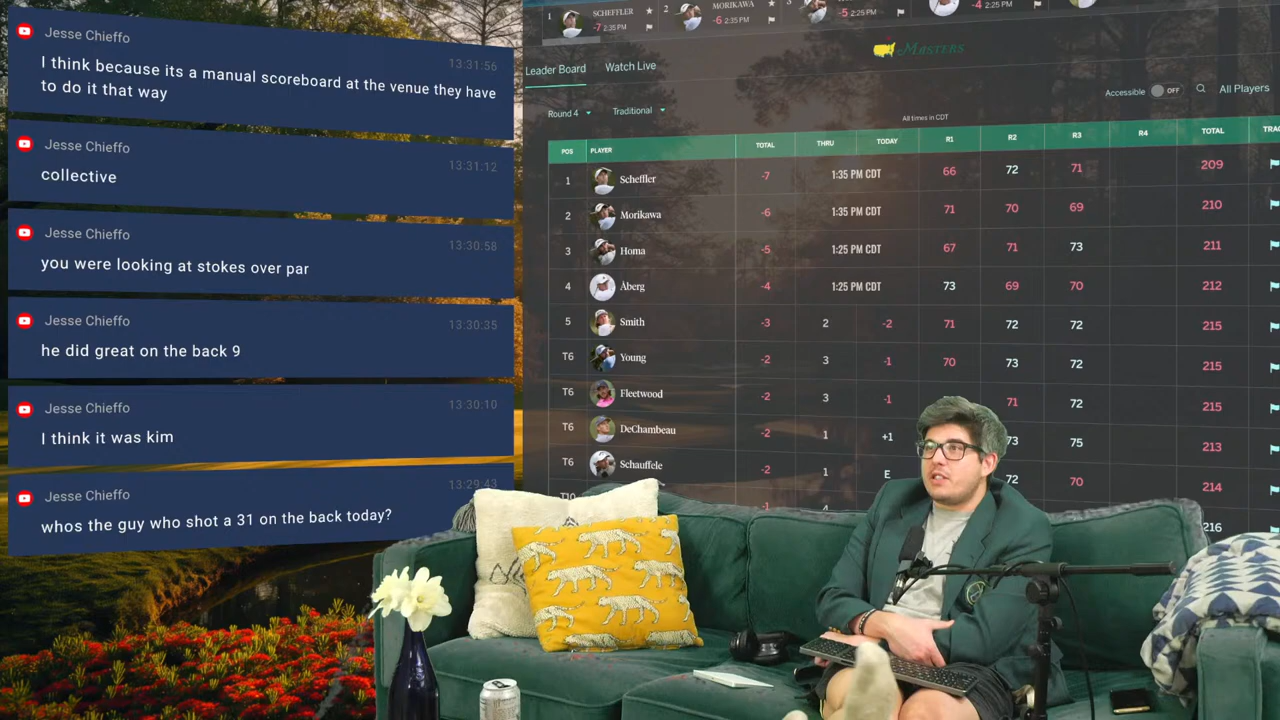 Jesse Chieffo
13:31:56
I think because its a manual scoreboard at the venue they have
to do it that way
Jesse Chieffo
13:31:12
collective
Jesse Chieffo
13:30:58
you were looking at stokes over par
Jesse Chieffo
13:30:35
he did great on the back 9
Jesse Chieffo
13:30:10
I think it was kim
Jesse Chieffo
13:29:43
whos the guy who shot a 31 on the back today?
1 SCHEFFLER -7 2:35 PM
2 MORIKAWA -6 2:35 PM
3 -5 2:25 PM
-4 2:25 PM
MASTERS
Leader Board Watch Live
Accessible OFF All Players
Round 4 Traditional
All times in CDT
POS PLAYER TOTAL THRU TODAY R1 R2 R3 R4 TOTAL
1 Scheffler -7 1:35 PM CDT 66 72 71 209
2 Morikawa -6 1:35 PM CDT 71 70 69 210
3 Homa -5 1:25 PM CDT 67 71 73 211
4 Åberg -4 1:25 PM CDT 73 69 70 212
5 Smith -3 2 -2 71 72 72 215
T6 Young -2 3 -1 70 73 72 215
T6 Fleetwood -2 3 -1 71 72 215
T6 DeChambeau -2 1 +1 73 75 213
T6 Schauffele -2 1 E 72 70 214
T10 -1 4 216